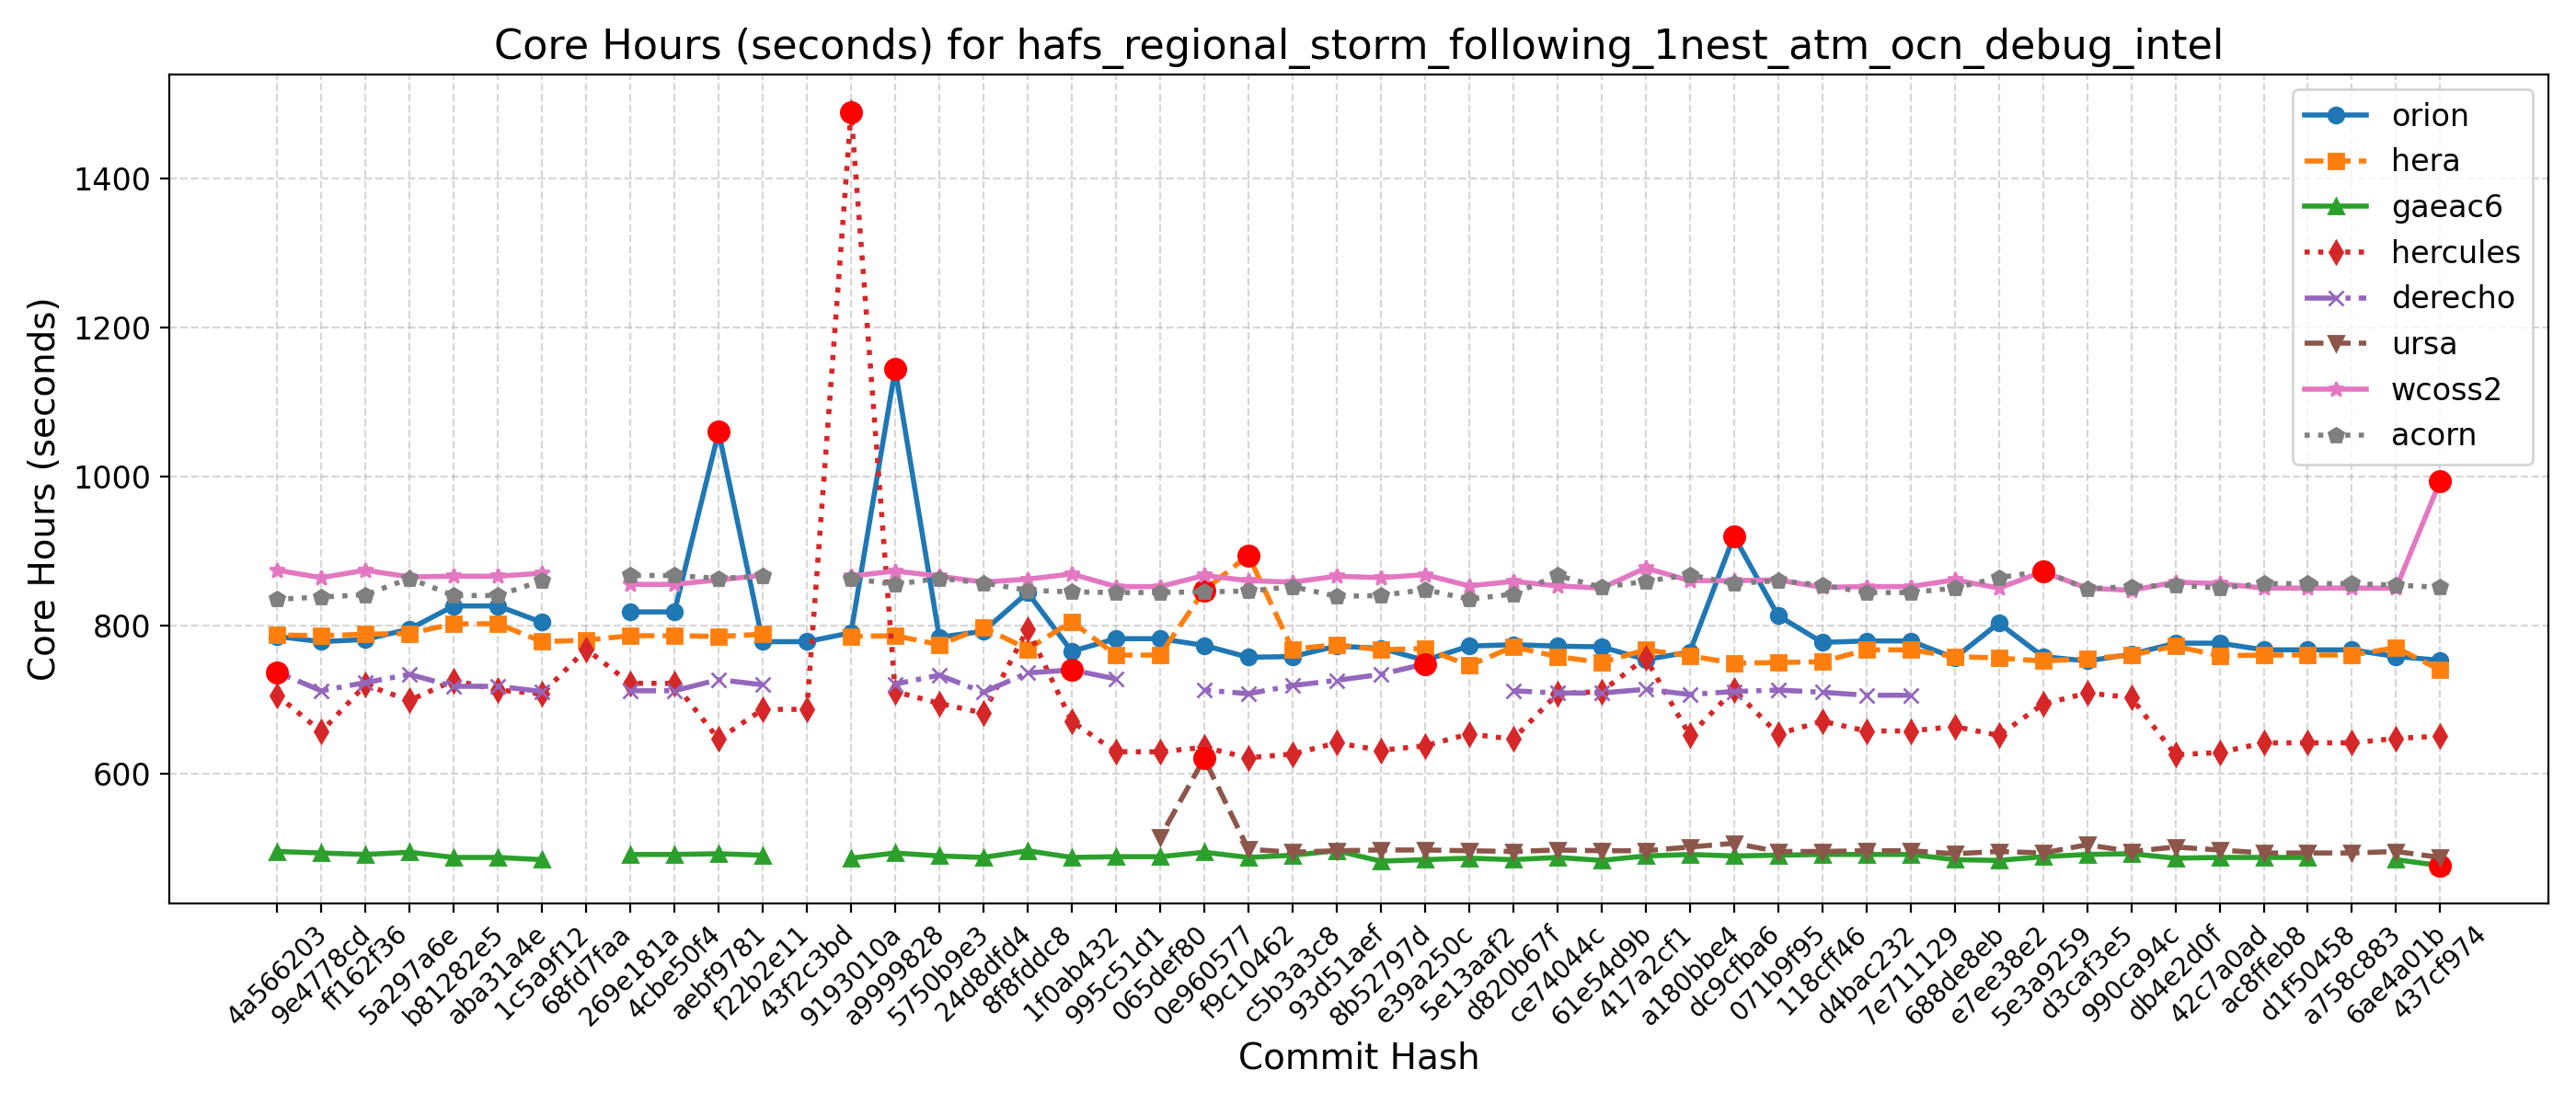 Core Hours (seconds) for hafs_regional_storm_following_1nest_atm_ocn_debug_intel
Core Hours (seconds)
1400
1200
1000
800
600
orion
hera
gaeac6
hercules
derecho
ursa
wcoss2
acorn
4a566203
9e4778cd
ff162f36
5a297a6e
b81282e5
aba31a4e
1c5a9f12
68fd7faa
269e181a
4cbe50f4
aebf9781
f22b2e11
43f2c3bd
9193010a
a9999828
5750b9e3
24d8dfd4
8f8fddc8
1f0ab432
995c51d1
065def80
0e960577
f9c10462
c5b3a3c8
93d51aef
8b52797d
e39a250c
5e13aaf2
d820b67f
ce74044c
61e54d9b
417a2cf1
a180bbe4
dc9cfba6
071b9f95
118cff46
d4bac232
7e711129
688de8eb
e7ee38e2
5e3a9259
d3caf3e5
990ca94c
db4e2d0f
42c7a0ad
ac8ffeb8
d1f50458
a758c883
6ae4a01b
437cf974
Commit Hash